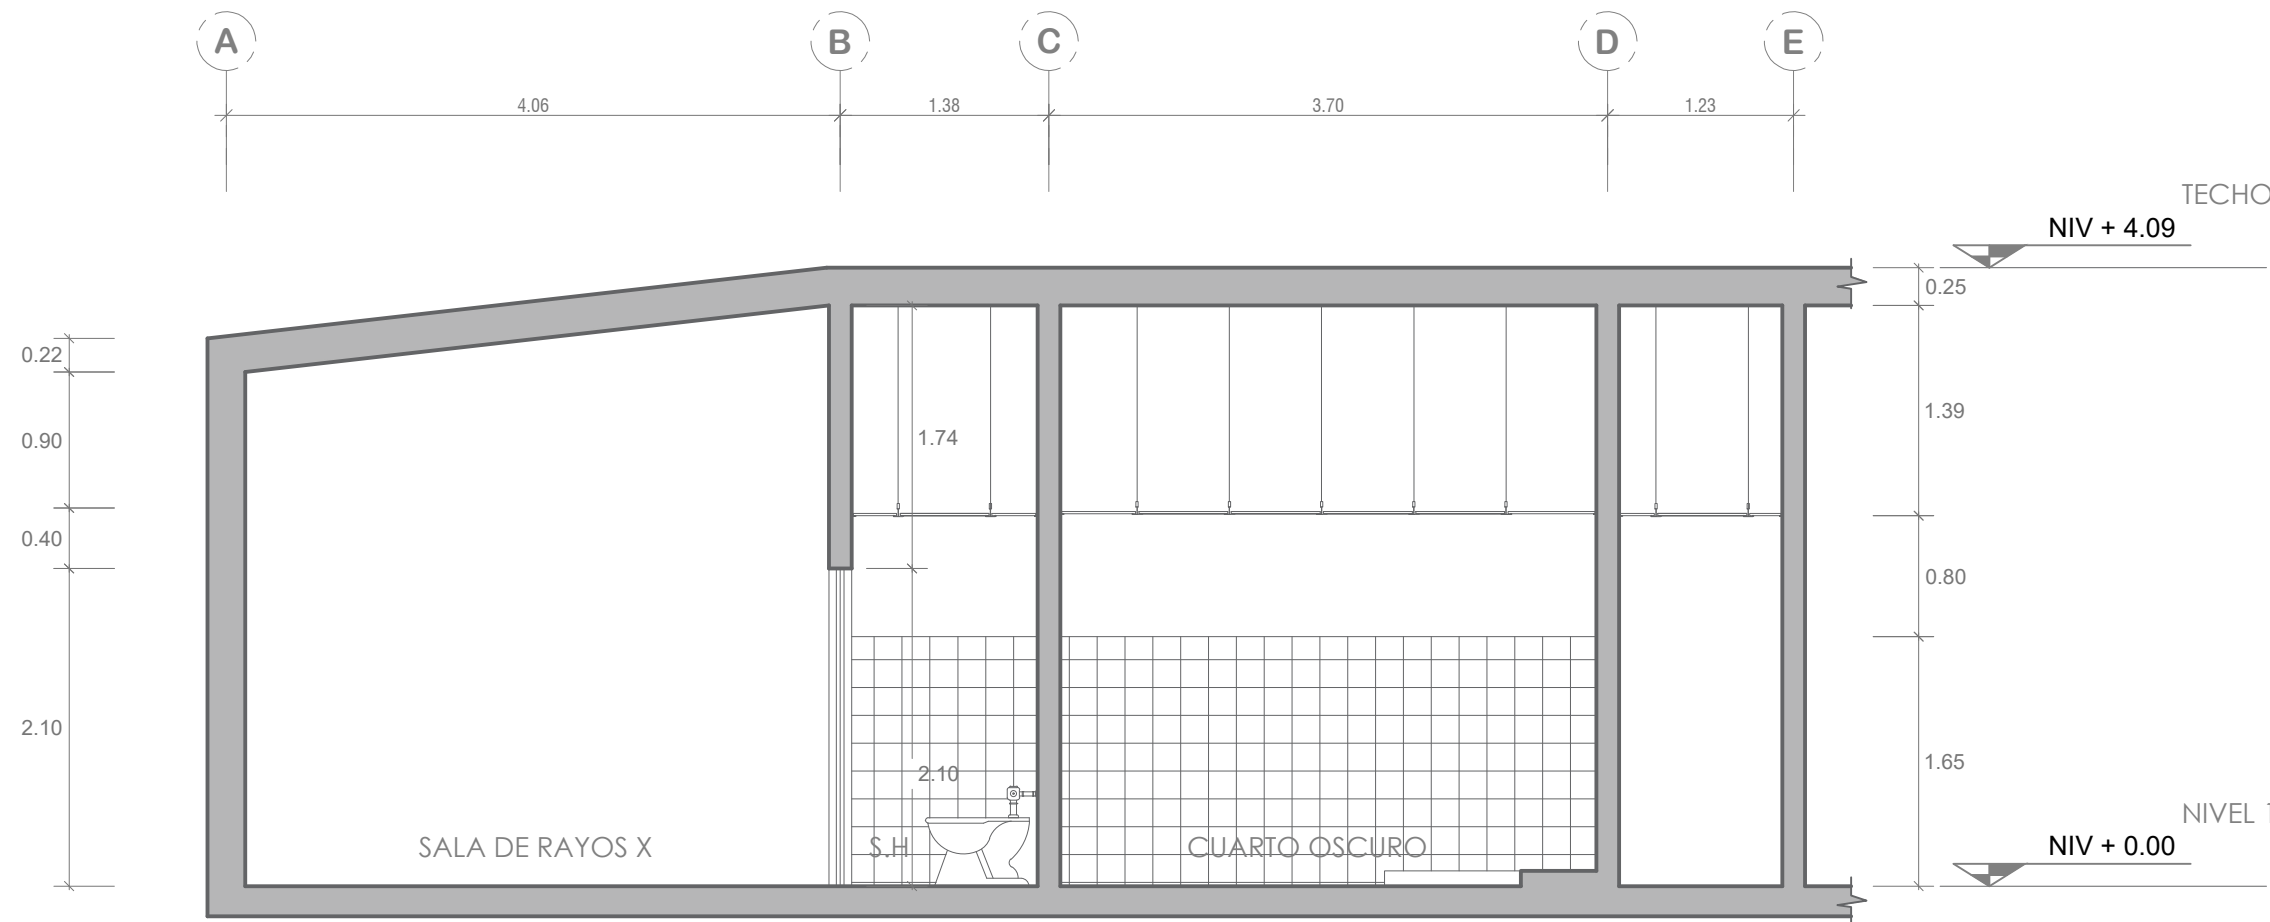 A B C D E
4.06 1.38 3.70 1.23
TECHO
NIV + 4.09
0.25
0.22
0.90
1.39
1.74
0.40
0.80
2.10
1.65
2.10
NIVEL 1
SALA DE RAYOS X S.H CUARTO OSCURO
NIV + 0.00